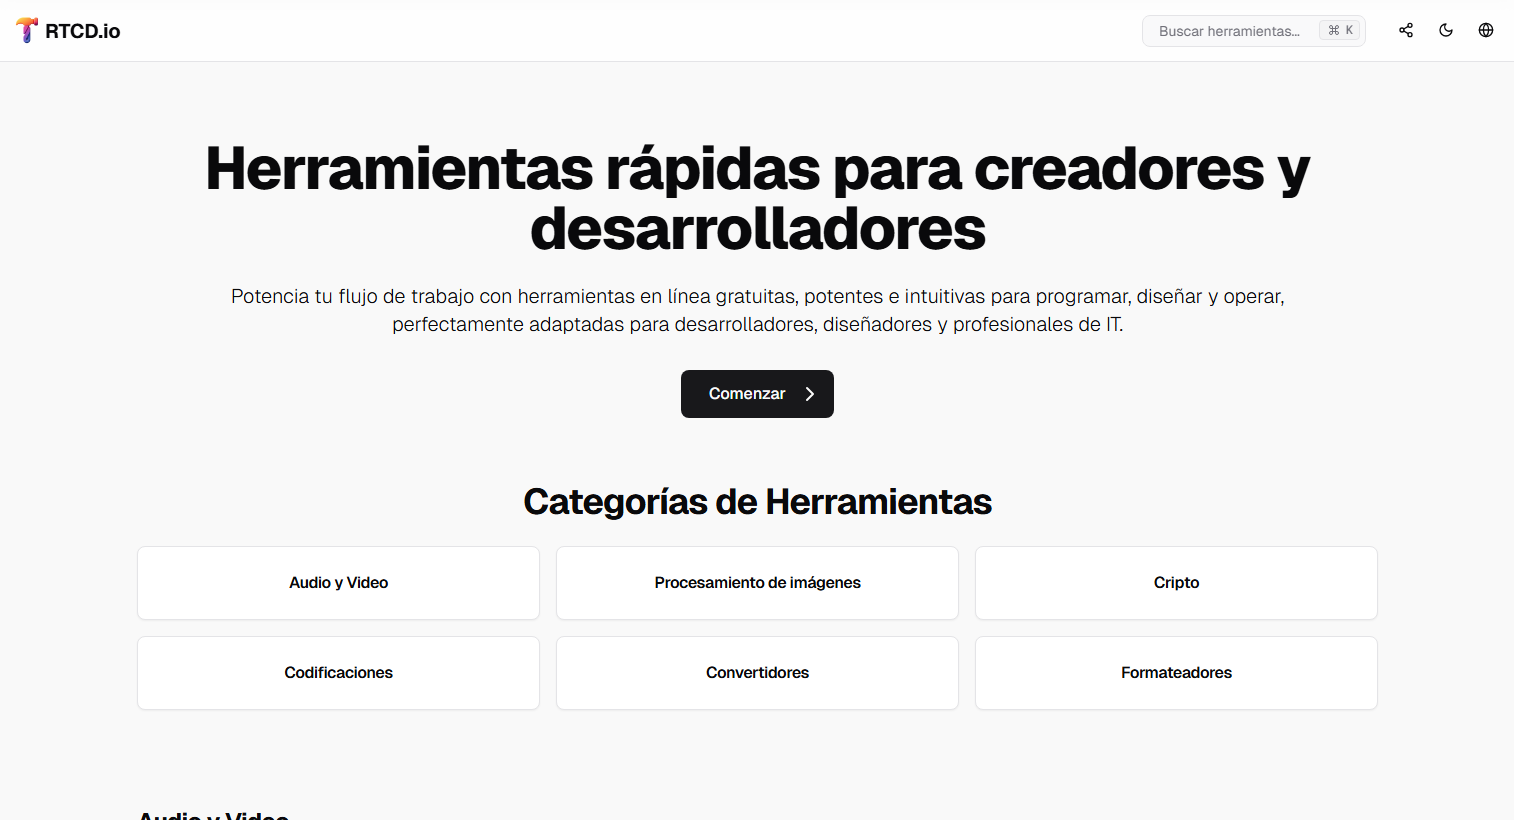 RTCD.io
Buscar herramientas...
⌘ K
Herramientas rápidas para creadores y
desarrolladores
Potencia tu flujo de trabajo con herramientas en línea gratuitas, potentes e intuitivas para programar, diseñar y operar,
perfectamente adaptadas para desarrolladores, diseñadores y profesionales de IT.
Comenzar
Categorías de Herramientas
Audio y Video
Procesamiento de imágenes
Cripto
Codificaciones
Convertidores
Formateadores
Audio y Video